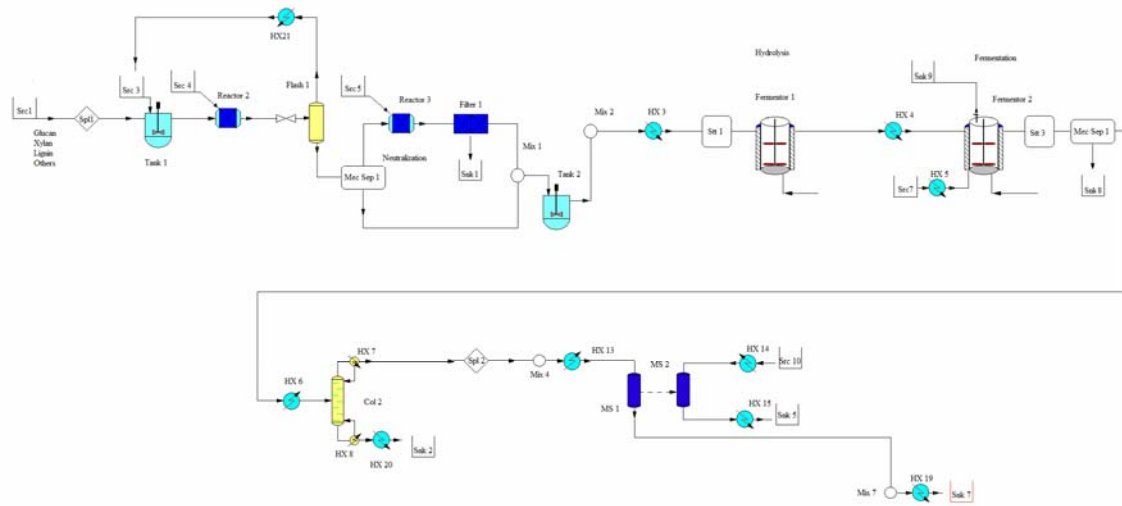 HX21
Hydrolysis
Fermentation
Src 3
Src 4
Flash 1
Src5
Snk 9
Reactor 2
Reactor 3
Filter 1
Mix 2
HX 3
Fermentor 1
HX 4
Fermentor 2
Src1
Spl1
Str 1
Str 3
Mec Sep 1
Glucan
Xylan
Lignin
Others
Tank 1
Neutralization
Mix 1
Mec Sep 1
Snk1
Tank 2
HX 5
Src7
Snk 8
HX 7
HX 13
HX 14
Spl 2
Src 10
Mix 4
MS 2
HX 6
Col 2
HX 15
MS 1
Snk 5
HX 8
HX 20
Snk 2
HX 19
Mix 7
Snk 7